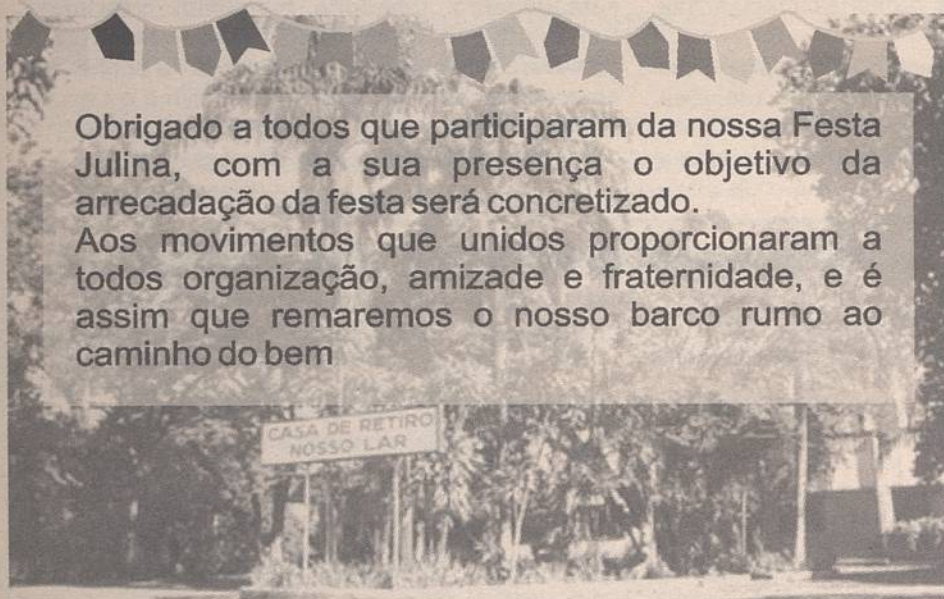 Obrigado a todos que participaram da nossa Festa
Julina, com a sua presença o objetivo da
arrecadação da festa será concretizado.
Aos movimentos que unidos proporcionaram a
todos organização, amizade e fraternidade, e é
assim que remaremos o nosso barco rumo ao
caminho do bem
CASA DE RETIRO
NOSSO LAR